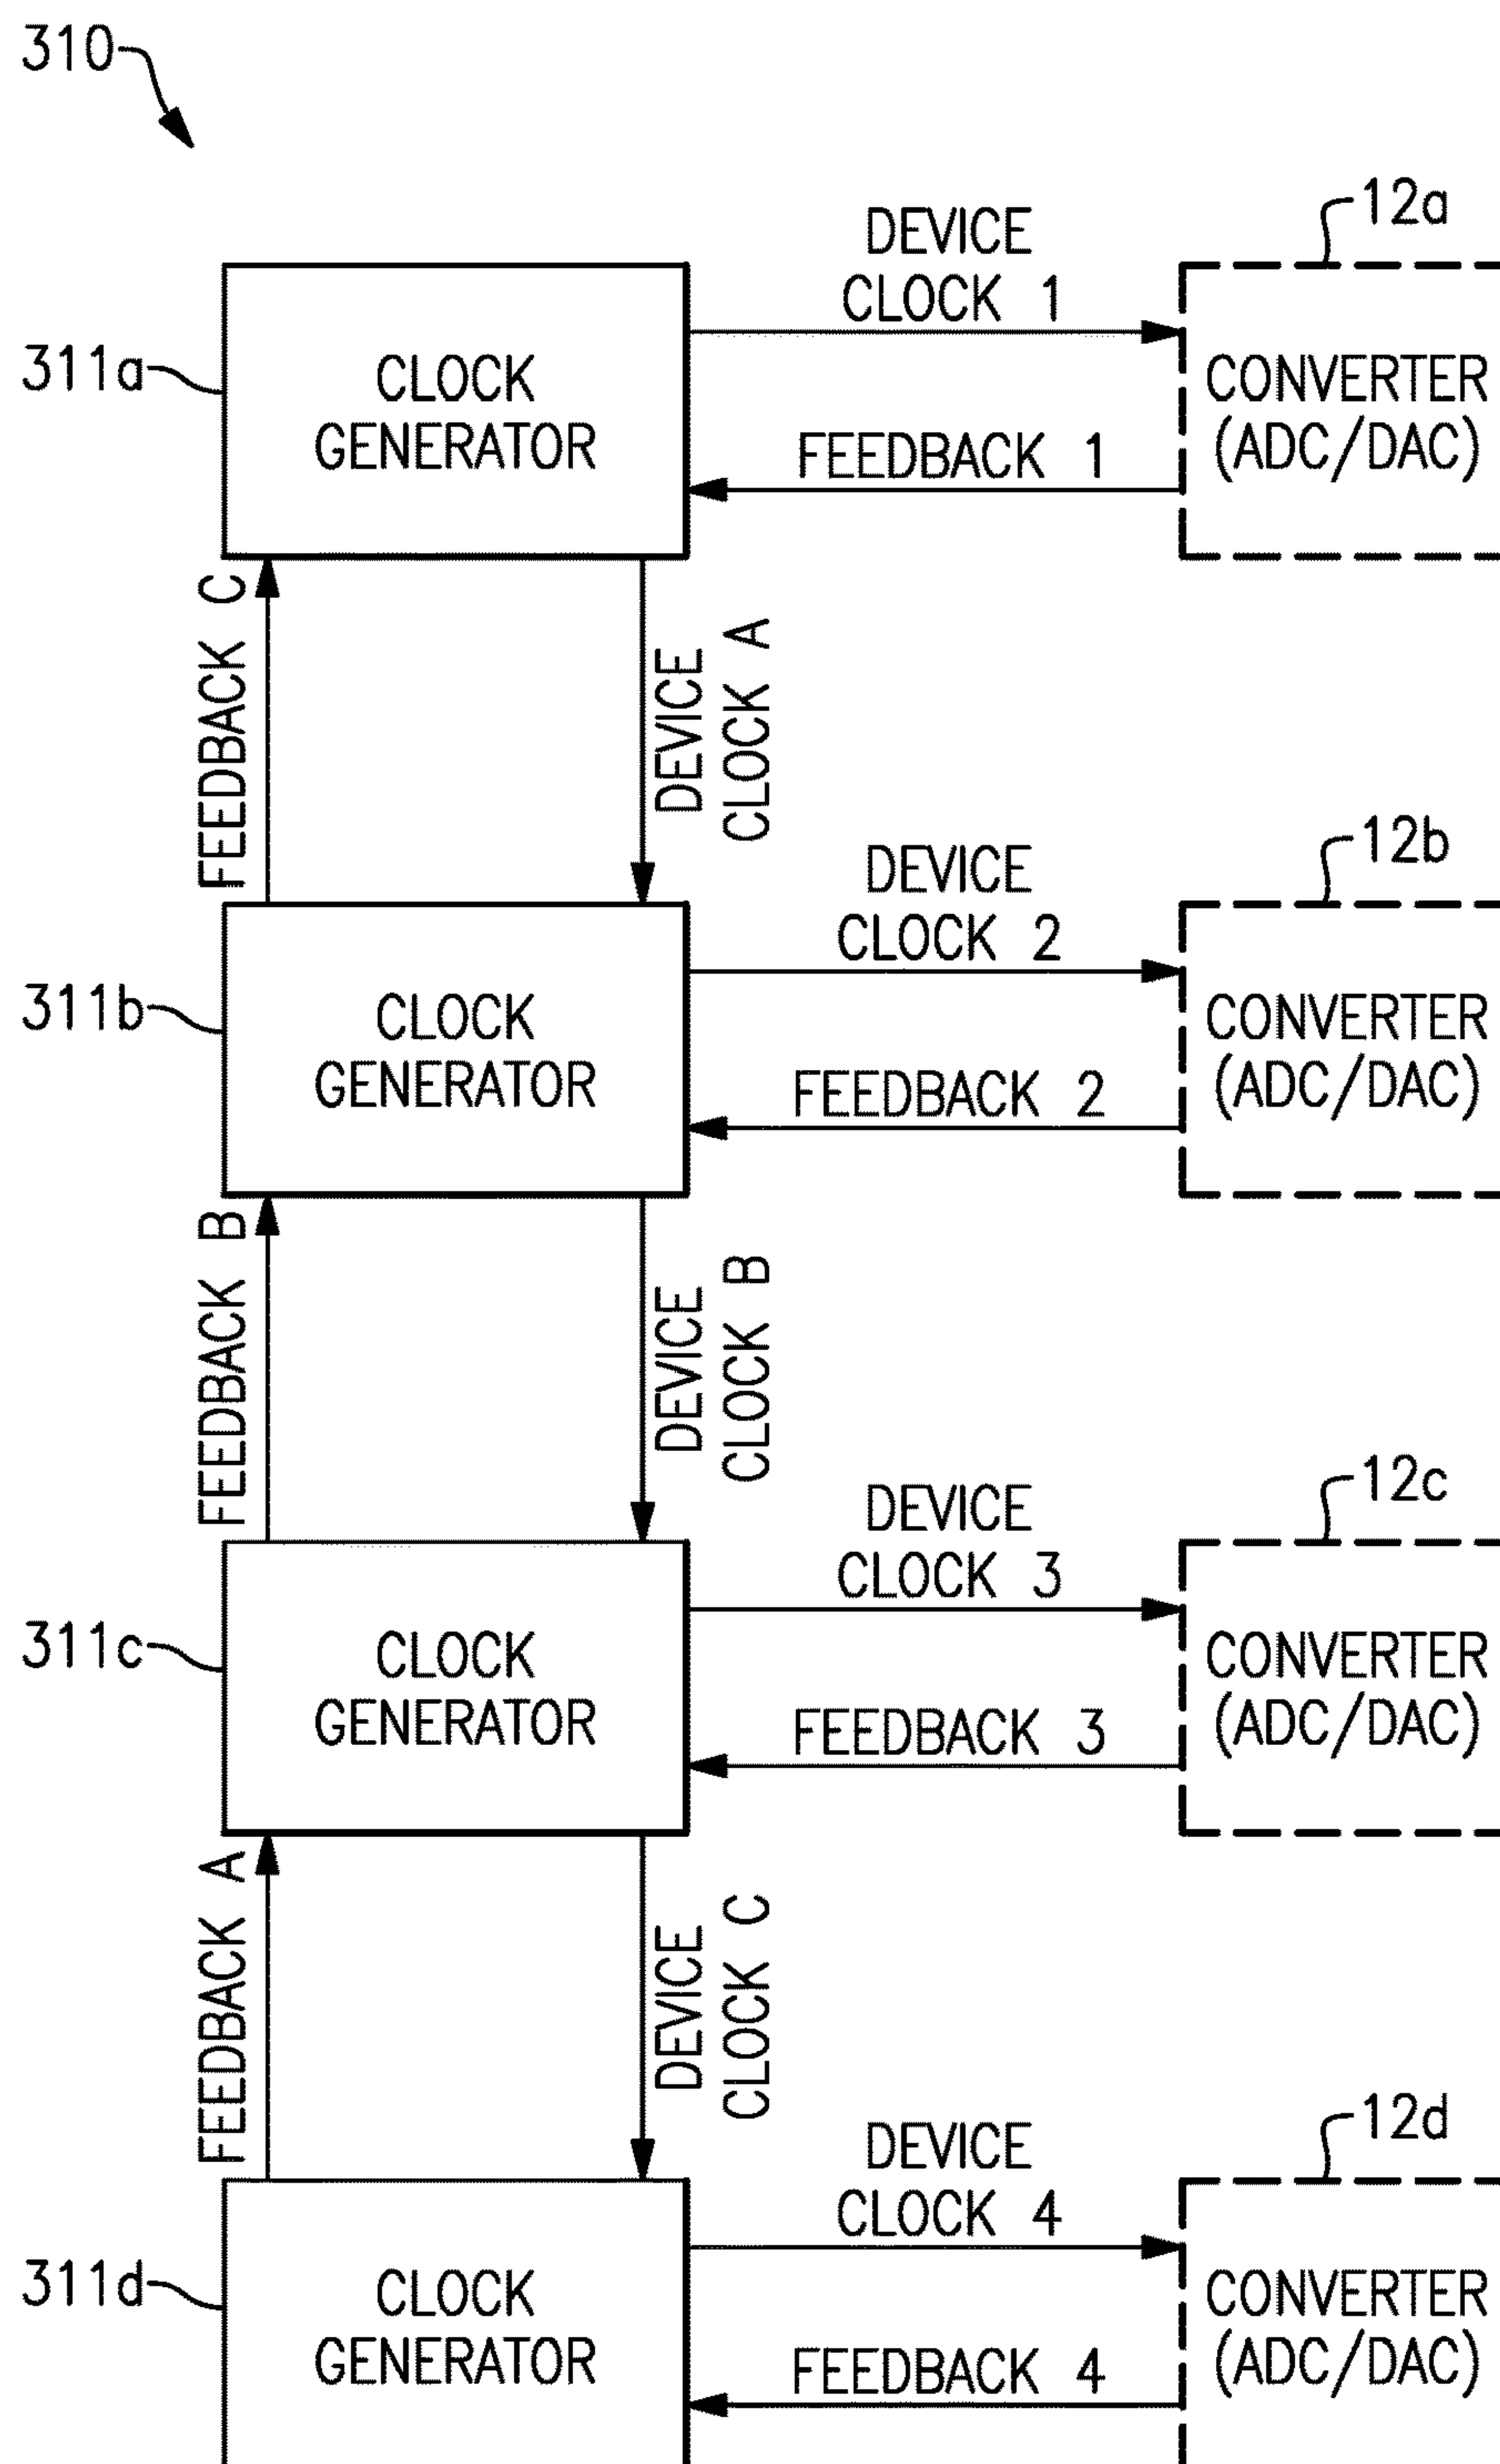 310
12a
DEVICE
CLOCK 1
311a
CLOCK
GENERATOR
CONVERTER
(ADC/DAC)
FEEDBACK 1
FEEDBACK C
DEVICE
CLOCK A
12b
DEVICE
CLOCK 2
311b
CLOCK
GENERATOR
CONVERTER
(ADC/DAC)
FEEDBACK 2
FEEDBACK B
DEVICE
CLOCK B
12c
DEVICE
CLOCK 3
311c
CLOCK
GENERATOR
CONVERTER
(ADC/DAC)
FEEDBACK 3
FEEDBACK A
DEVICE
CLOCK C
12d
DEVICE
CLOCK 4
311d
CLOCK
GENERATOR
CONVERTER
(ADC/DAC)
FEEDBACK 4